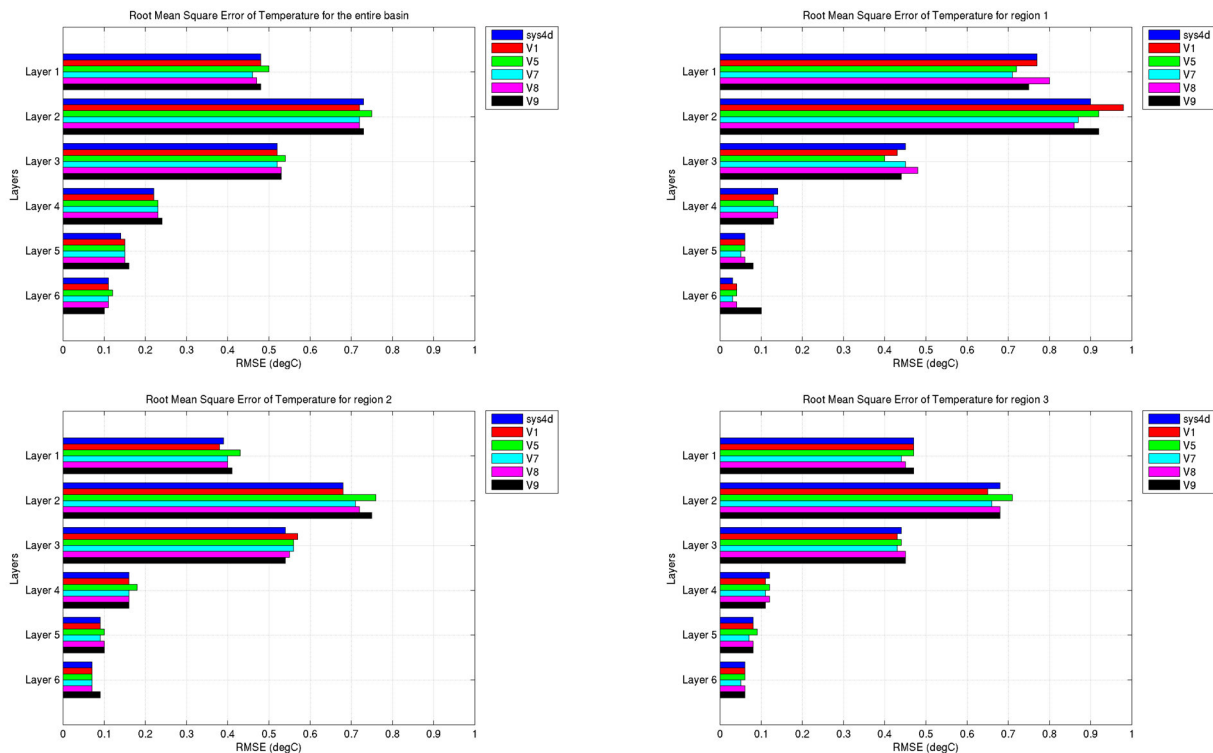 Root Mean Square Error of Temperature for the entire basin
sys4d
V1
V5
V7
V8
V9
Layers
Layer 1
Layer 2
Layer 3
Layer 4
Layer 5
Layer 6
0 0.1 0.2 0.3 0.4 0.5 0.6 0.7 0.8 0.9 1
RMSE (degC)
Root Mean Square Error of Temperature for region 1
sys4d
V1
V5
V7
V8
V9
Layers
Layer 1
Layer 2
Layer 3
Layer 4
Layer 5
Layer 6
0 0.1 0.2 0.3 0.4 0.5 0.6 0.7 0.8 0.9 1
RMSE (degC)
Root Mean Square Error of Temperature for region 2
sys4d
V1
V5
V7
V8
V9
Layers
Layer 1
Layer 2
Layer 3
Layer 4
Layer 5
Layer 6
0 0.1 0.2 0.3 0.4 0.5 0.6 0.7 0.8 0.9 1
RMSE (degC)
Root Mean Square Error of Temperature for region 3
sys4d
V1
V5
V7
V8
V9
Layers
Layer 1
Layer 2
Layer 3
Layer 4
Layer 5
Layer 6
0 0.1 0.2 0.3 0.4 0.5 0.6 0.7 0.8 0.9 1
RMSE (degC)